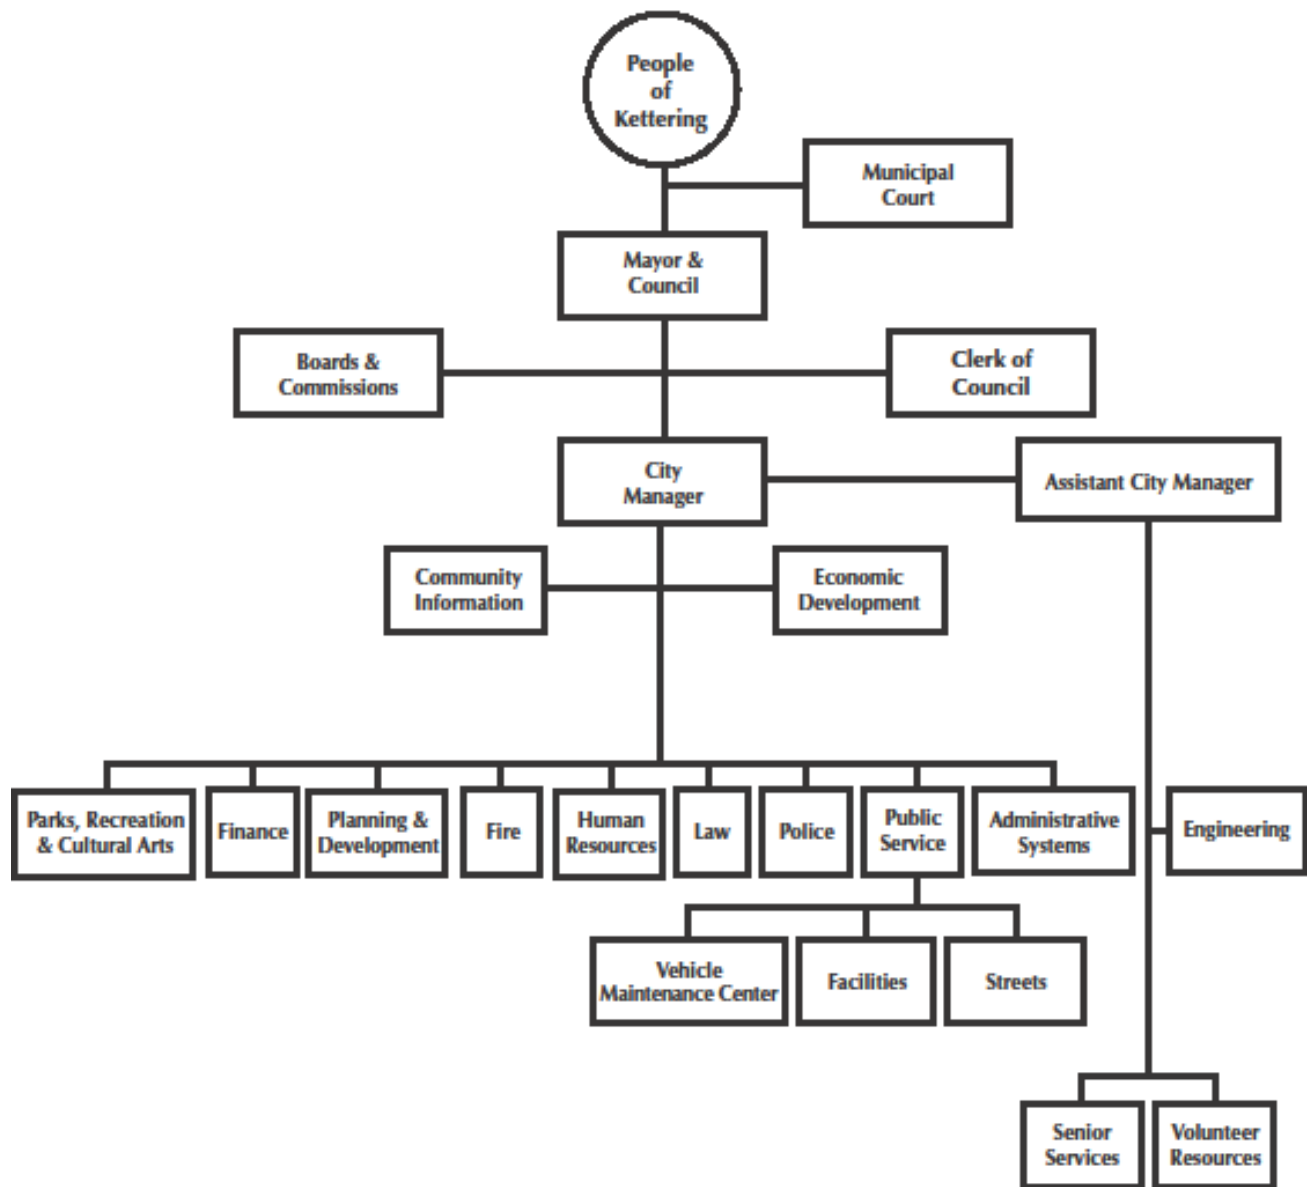 People
of
Kettering
Municipal
Court
Mayor &
Council
Boards &
Commissions
Clerk of
Council
City
Manager
Assistant City Manager
Community
Information
Economic
Development
Parks, Recreation
& Cultural Arts
Finance
Planning &
Development
Fire
Human
Resources
Law
Police
Public
Service
Administrative
Systems
Engineering
Vehicle
Maintenance Center
Facilities
Streets
Senior
Services
Volunteer
Resources